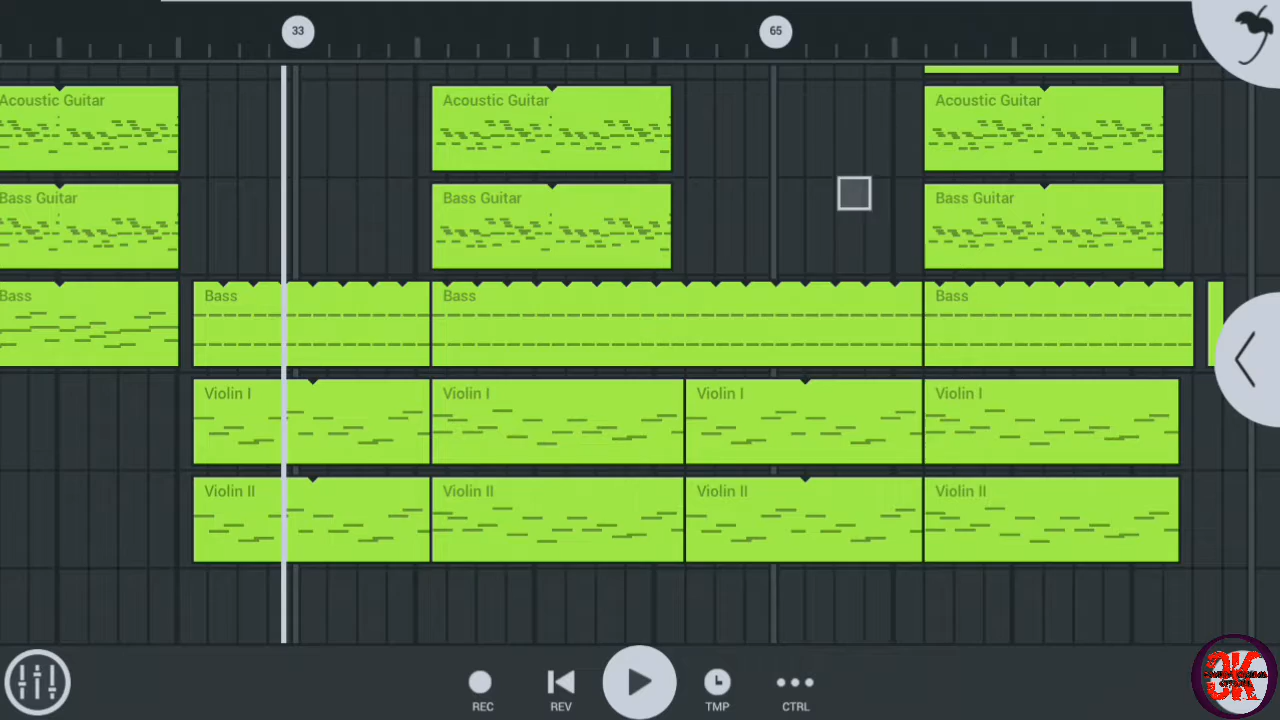 33
65
Acoustic Guitar
Acoustic Guitar
Acoustic Guitar
Bass Guitar
Bass Guitar
Bass Guitar
Bass
Bass
Bass
Bass
Violin I
Violin I
Violin I
Violin I
Violin II
Violin II
Violin II
Violin II
REC
REV
TMP
CTRL